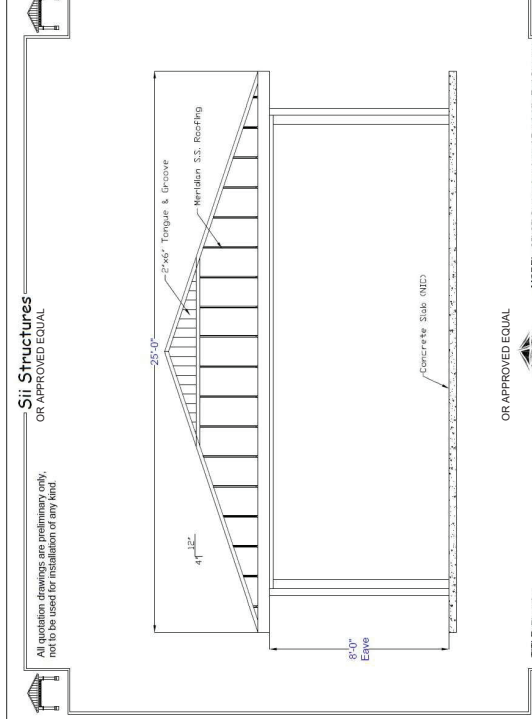 Sii Structures
OR APPROVED EQUAL
All quotation drawings are preliminary only,
not to be used for installation of any kind.
25'-0"
2"x6" Tongue & Groove
Meridian S.S. Roofing
12"
4"
8'-0"
Eave
Concrete Slab (NIC)
OR APPROVED EQUAL